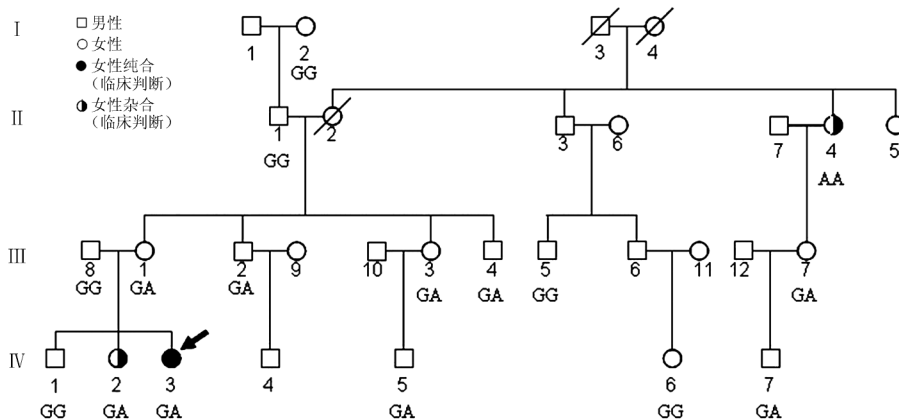 I
□ 男性
○ 女性
● 女性纯合
（临床判断）
◑ 女性杂合
（临床判断）
1 2 3 4
GG
II
1 2 3 6 7 4 5
GG AA
III
8 1 2 9 10 3 4 5 6 11 12 7
GG GA GA GA GA GG GA
IV
1 2 3 4 5 6 7
GG GA GA GA GG GA